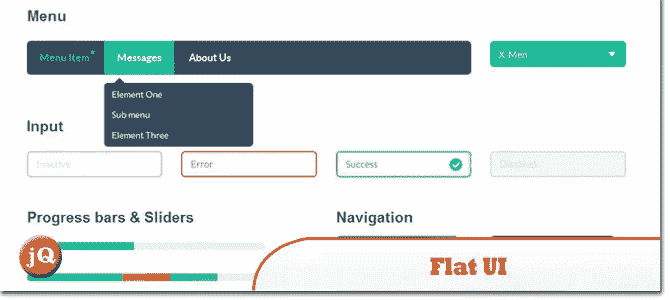 Menu
Menu Item*
Messages
About Us
X-Men
Element One
Sub menu
Element Three
Input
Inactive
Error
Success
Disabled
Progress bars & Sliders
Navigation
jQ
Flat UI